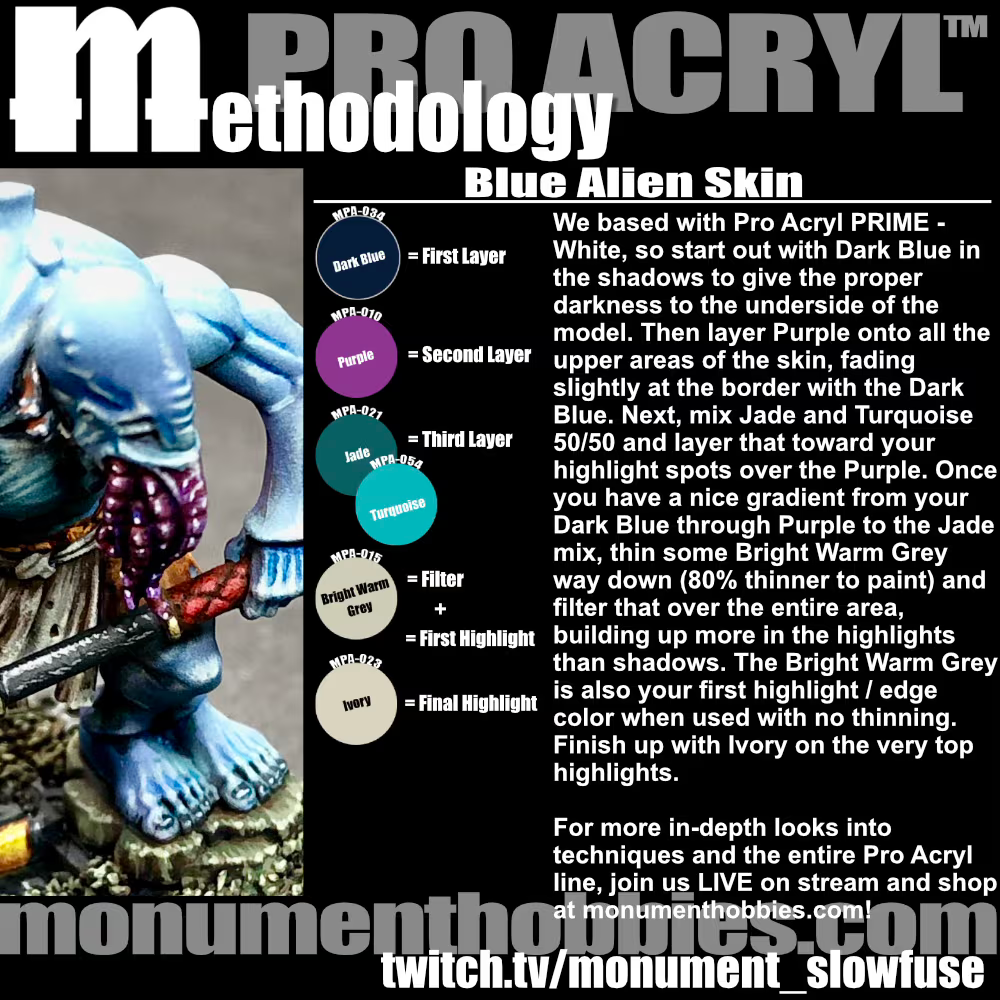 PRO ACRYL™
Methodology
Blue Alien Skin
MPA-034
Dark Blue
= First Layer
MPA-010
Purple
= Second Layer
MPA-021
Jade
= Third Layer
MPA-054
Turquoise
MPA-015
Bright Warm
Grey
= Filter
+
= First Highlight
MPA-023
Ivory
= Final Highlight
We based with Pro Acryl PRIME -
White, so start out with Dark Blue in
the shadows to give the proper
darkness to the underside of the
model. Then layer Purple onto all the
upper areas of the skin, fading
slightly at the border with the Dark
Blue. Next, mix Jade and Turquoise
50/50 and layer that toward your
highlight spots over the Purple. Once
you have a nice gradient from your
Dark Blue through Purple to the Jade
mix, thin some Bright Warm Grey
way down (80% thinner to paint) and
filter that over the entire area,
building up more in the highlights
than shadows. The Bright Warm Grey
is also your first highlight / edge
color when used with no thinning.
Finish up with Ivory on the very top
highlights.
For more in-depth looks into
techniques and the entire Pro Acryl
line, join us LIVE on stream and shop
at monumenthobbies.com!
monumenthobbies.com
twitch.tv/monument_slowfuse